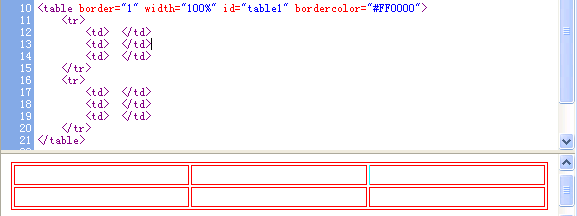 10 <table border="1" width="100%" id="table1" bordercolor="#FF0000">
11 <tr>
12 <td> </td>
13 <td> </td>
14 <td> </td>
15 </tr>
16 <tr>
17 <td> </td>
18 <td> </td>
19 <td> </td>
20 </tr>
21 </table>